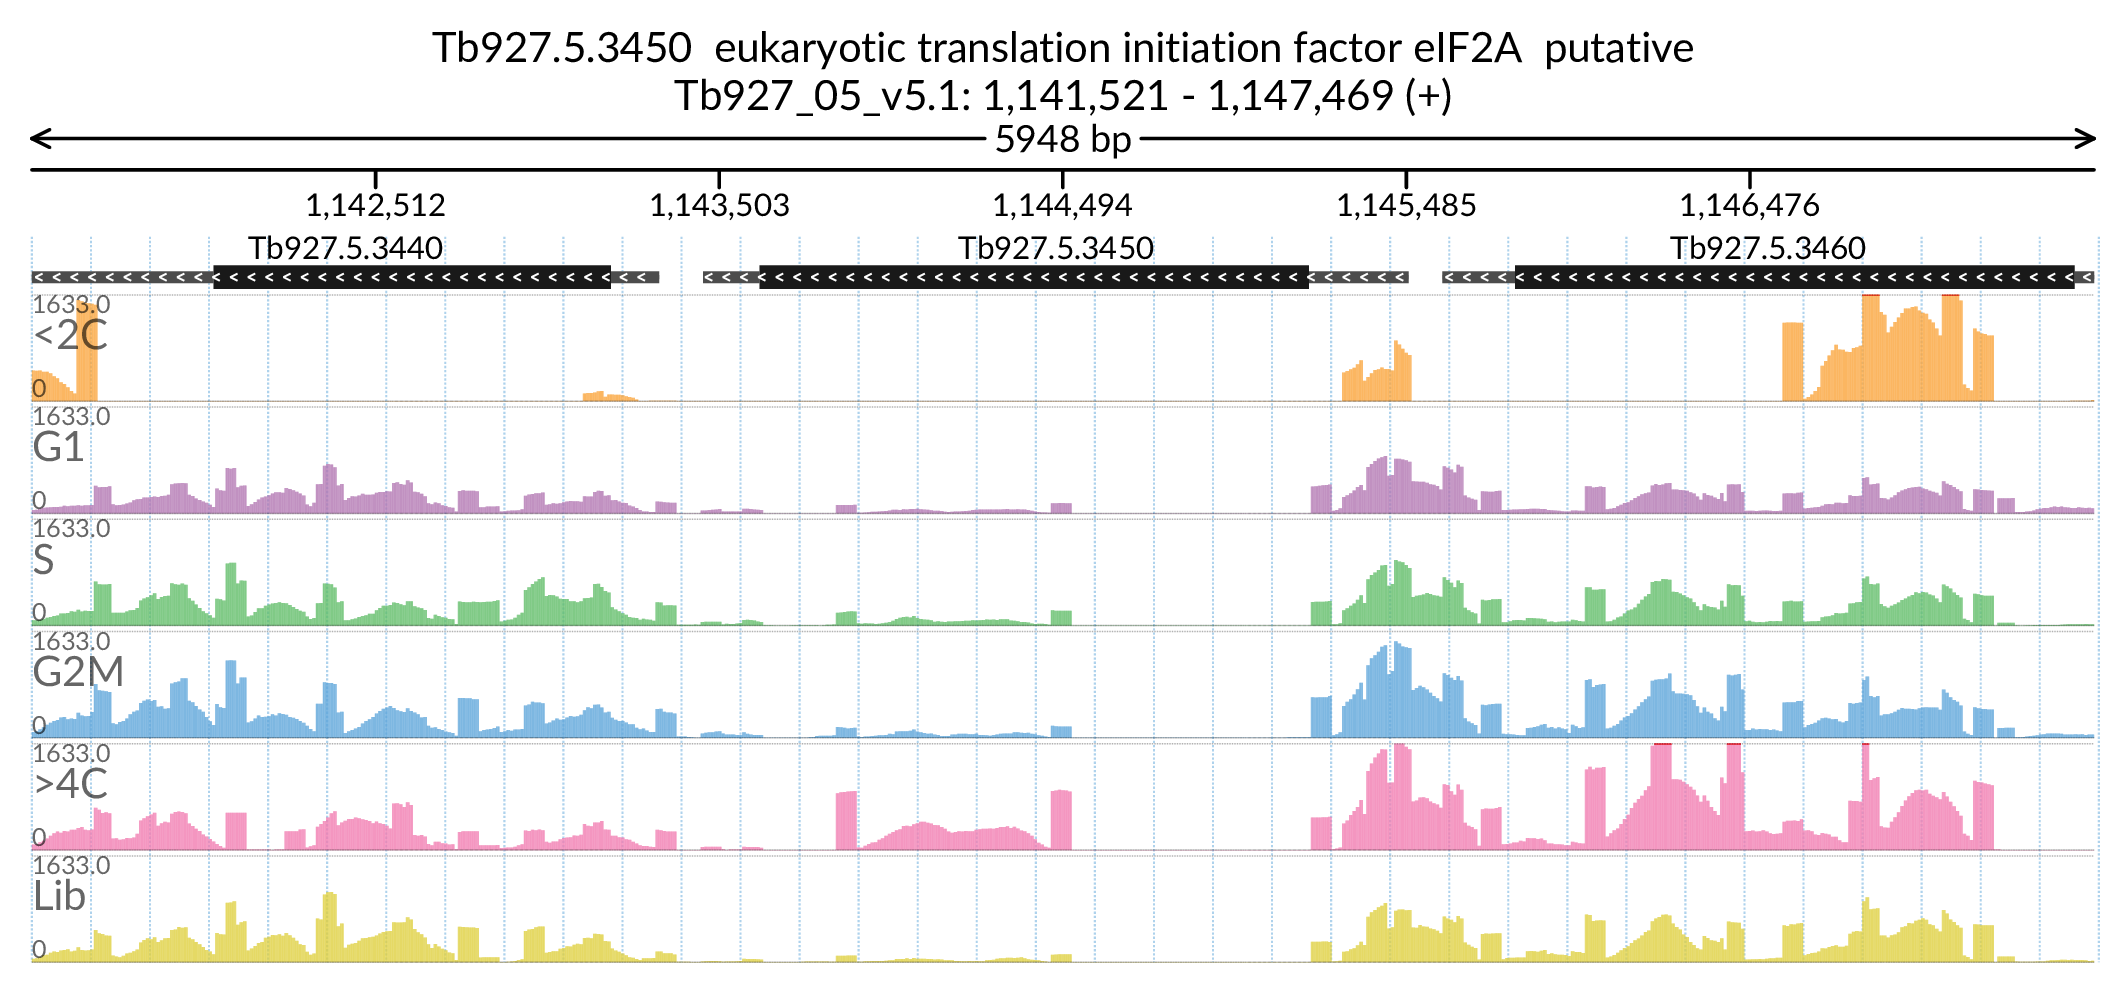 Tb927.5.3450  eukaryotic translation initiation factor eIF2A  putative
Tb927_05_v5.1: 1,141,521 - 1,147,469 (+)
5948 bp
1,142,512 1,143,503 1,144,494 1,145,485 1,146,476
Tb927.5.3440 Tb927.5.3450 Tb927.5.3460
1633.0
<2C
0
1633.0
G1
0
1633.0
S
0
1633.0
G2M
0
1633.0
>4C
0
1633.0
Lib
0